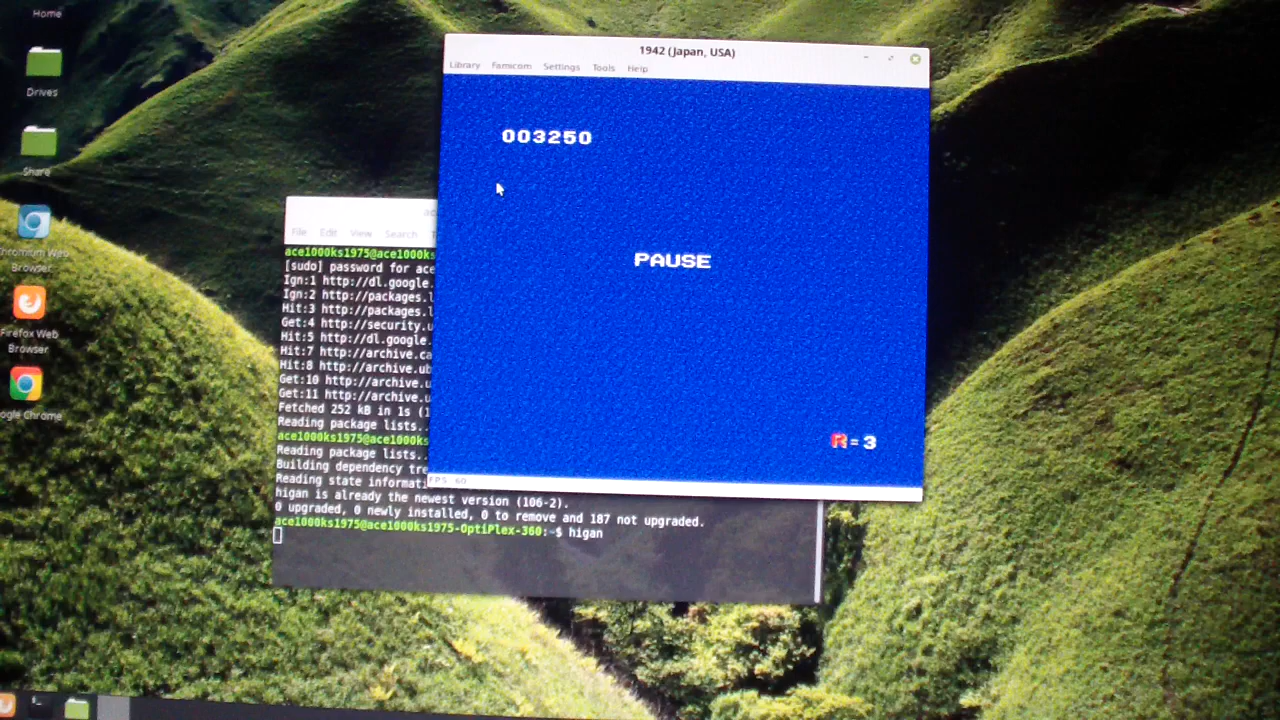 Home
Drives
Share
Chromium Web
Browser
Firefox Web
Browser
ogle Chrome
1942 (Japan, USA)
Library Famicom Settings Tools Help
003250
PAUSE
R=3
FPS: 60
File Edit View Search
ace1000ks1975@ace1000ks
[sudo] password for ace
Ign:1 http://dl.google.
Ign:2 http://packages.l
Hit:3 http://packages.l
Get:4 http://security.u
Hit:5 http://dl.google.
Hit:7 http://archive.ca
Hit:8 http://archive.ub
Get:10 http://archive.u
Get:11 http://archive.u
Fetched 252 kB in 1s (1
Reading package lists..
ace1000ks1975@ace1000ks
Reading package lists..
Building dependency tre
Reading state informati
higan is already the newest version (106-2).
0 upgraded, 0 newly installed, 0 to remove and 187 not upgraded.
ace1000ks1975@ace1000ks1975-OptiPlex-360:~$ higan